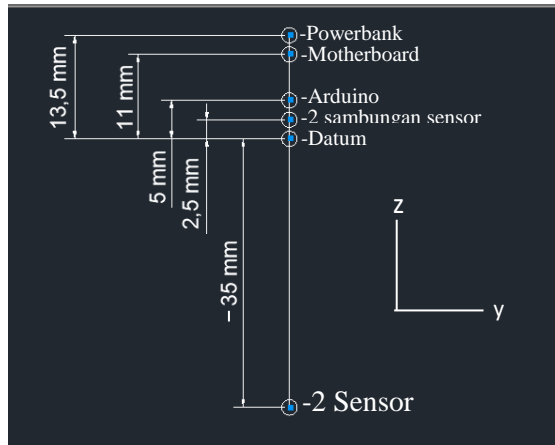 -Powerbank
-Motherboard
-Arduino
-2 sambungan sensor
-Datum
13,5 mm
11 mm
5 mm
2,5 mm
– 35 mm
z
y
-2 Sensor